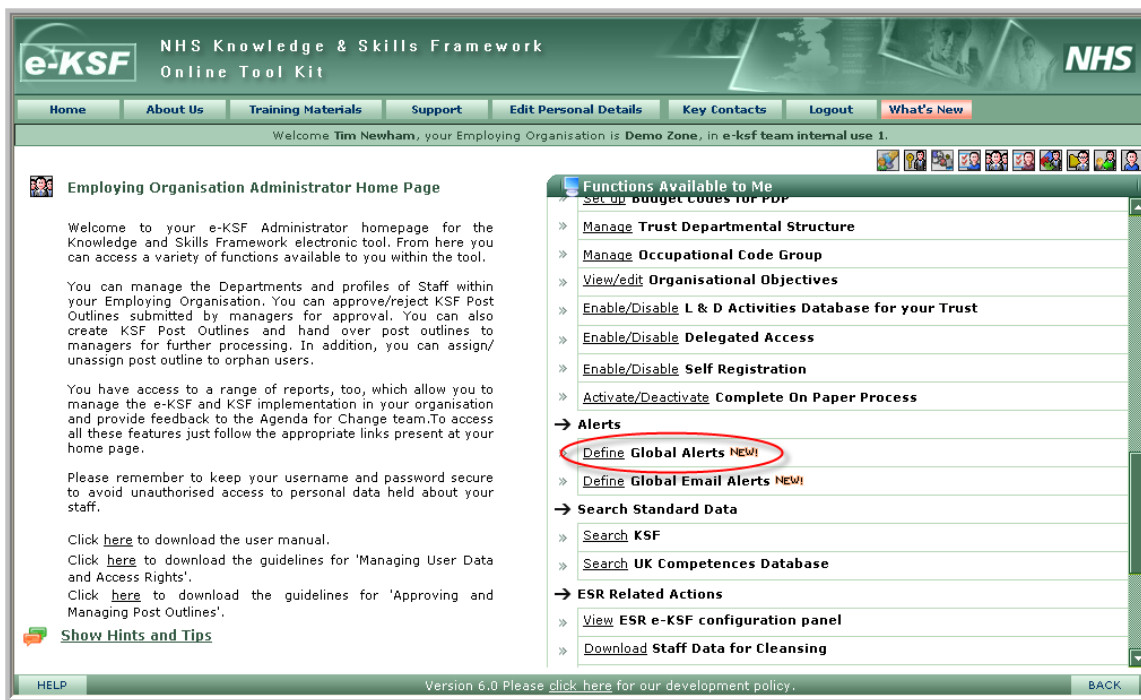 e-KSF
NHS Knowledge & Skills Framework
Online Tool Kit
NHS
Home About Us Training Materials Support Edit Personal Details Key Contacts Logout What's New
Welcome Tim Newham, your Employing Organisation is Demo Zone, in e-ksf team internal use 1.
Employing Organisation Administrator Home Page
Welcome to your e-KSF Administrator homepage for the
Knowledge and Skills Framework electronic tool. From here you
can access a variety of functions available to you within the tool.
You can manage the Departments and profiles of Staff within
your Employing Organisation. You can approve/reject KSF Post
Outlines submitted by managers for approval. You can also
create KSF Post Outlines and hand over post outlines to
managers for further processing. In addition, you can assign/
unassign post outline to orphan users.
You have access to a range of reports, too, which allow you to
manage the e-KSF and KSF implementation in your organisation
and provide feedback to the Agenda for Change team.To access
all these features just follow the appropriate links present at your
home page.
Please remember to keep your username and password secure
to avoid unauthorised access to personal data held about your
staff.
Click here to download the user manual.
Click here to download the guidelines for 'Managing User Data
and Access Rights'.
Click here to download the guidelines for 'Approving and
Managing Post Outlines'.
Show Hints and Tips
Functions Available to Me
Set up Budget Codes for PDP
Manage Trust Departmental Structure
Manage Occupational Code Group
View/edit Organisational Objectives
Enable/Disable L & D Activities Database for your Trust
Enable/Disable Delegated Access
Enable/Disable Self Registration
Activate/Deactivate Complete On Paper Process
Alerts
Define Global Alerts NEW!
Define Global Email Alerts NEW!
Search Standard Data
Search KSF
Search UK Competences Database
ESR Related Actions
View ESR e-KSF configuration panel
Download Staff Data for Cleansing
HELP Version 6.0 Please click here for our development policy. BACK